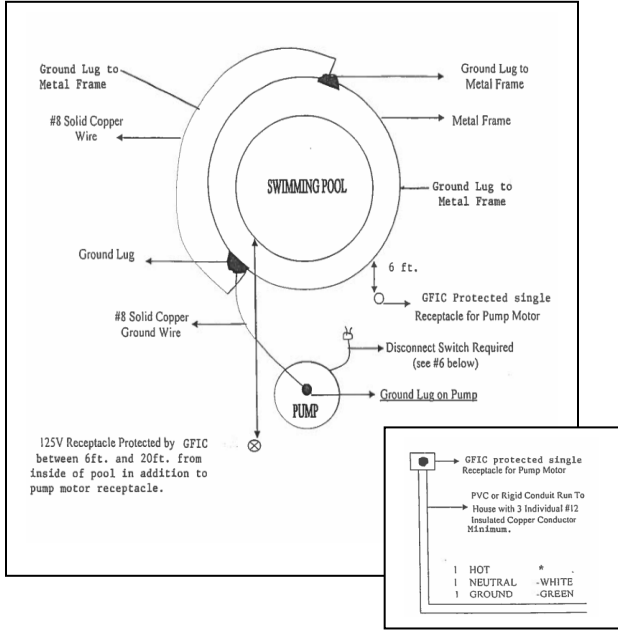 Ground Lug to
Metal Frame
#8 Solid Copper
Wire
Ground Lug to
Metal Frame
Metal Frame
SWIMMING POOL
Ground Lug to
Metal Frame
Ground Lug
6 ft.
GFIC Protected single
Receptacle for Pump Motor
#8 Solid Copper
Ground Wire
Disconnect Switch Required
(see #6 below)
Ground Lug on Pump
PUMP
125V Receptacle Protected by GFIC
between 6ft. and 20ft. from
inside of pool in addition to
pump motor receptacle.
GFIC protected single
Receptacle for Pump Motor
PVC or Rigid Conduit Run To
House with 3 Individual #12
Insulated Copper Conductor
Minimum.
1 HOT * .
1 NEUTRAL -WHITE
1 GROUND -GREEN